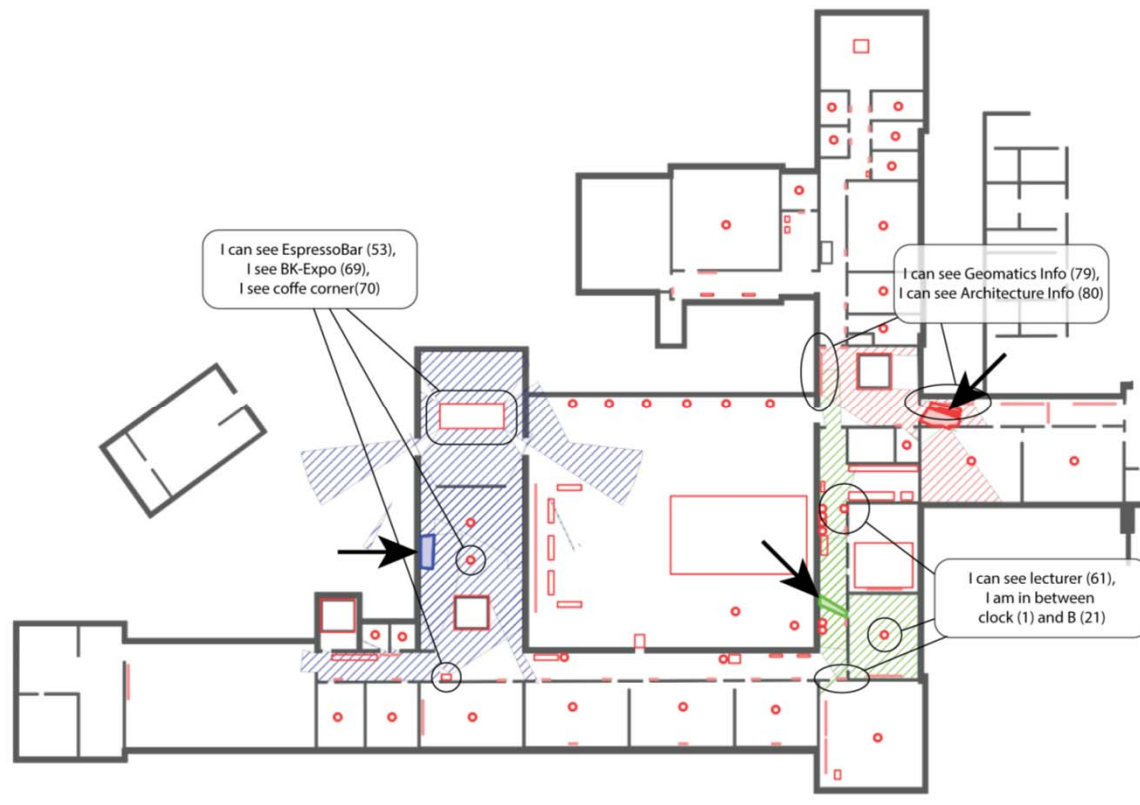 I can see EspressoBar (53),
I see BK-Expo (69),
I see coffe corner(70)
I can see Geomatics Info (79),
I can see Architecture Info (80)
I can see lecturer (61),
I am in between
clock (1) and B (21)